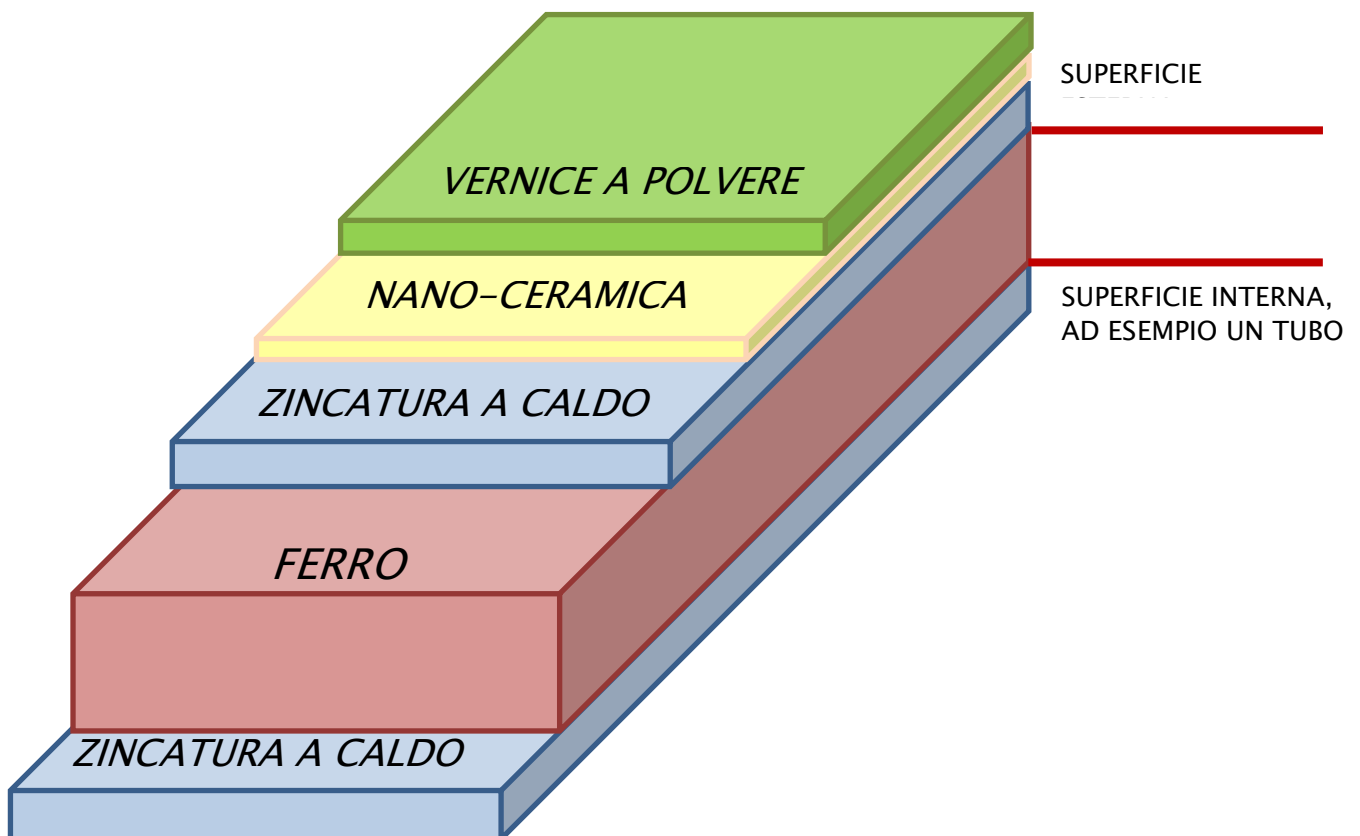 SUPERFICIE
VERNICE A POLVERE
NANO-CERAMICA
SUPERFICIE INTERNA,
AD ESEMPIO UN TUBO
ZINCATURA A CALDO
FERRO
ZINCATURA A CALDO